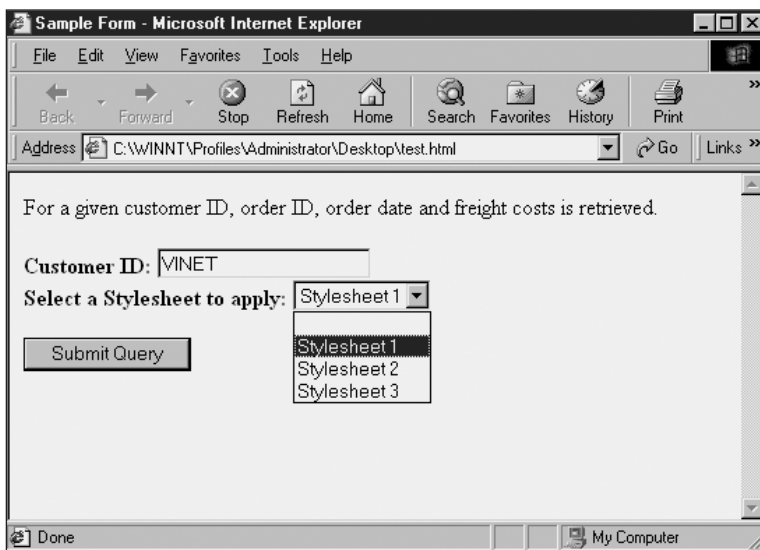 Sample Form - Microsoft Internet Explorer
File Edit View Favorites Tools Help
Back Forward Stop Refresh Home Search Favorites History Print »
Address C:\WINNT\Profiles\Administrator\Desktop\test.html Go Links »
For a given customer ID, order ID, order date and freight costs is retrieved.
Customer ID: VINET
Select a Stylesheet to apply: Stylesheet 1
Stylesheet 1
Submit Query
Stylesheet 2
Stylesheet 3
Done My Computer